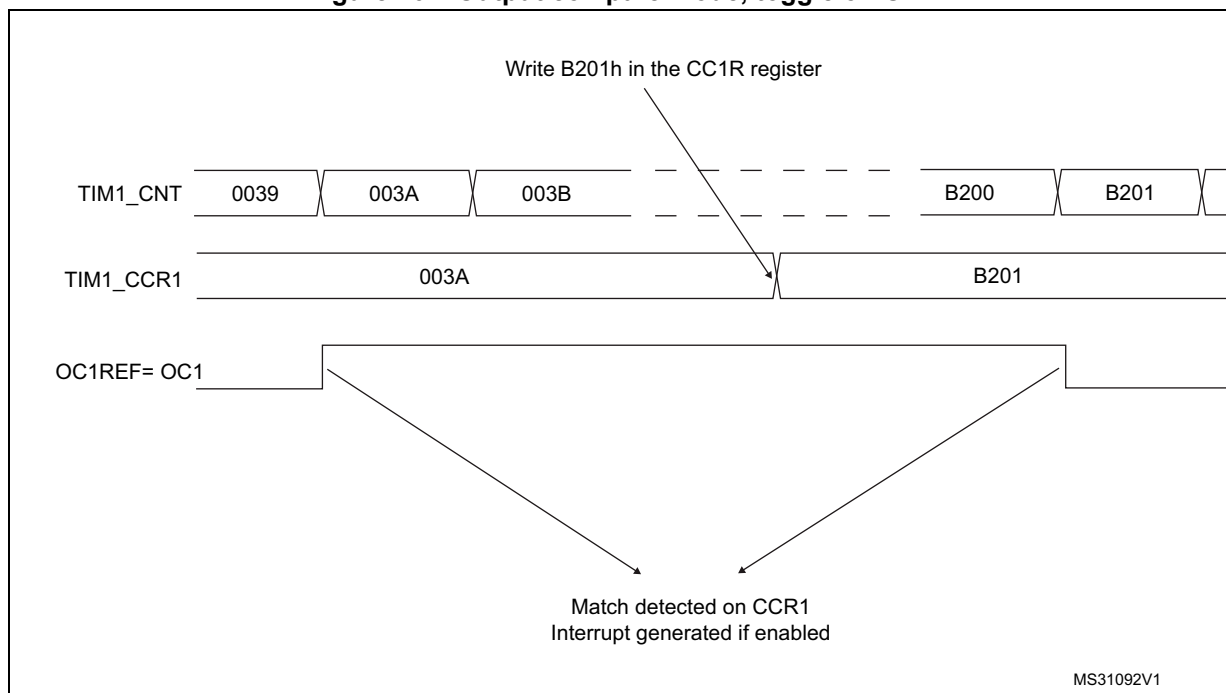 Write B201h in the CC1R register
TIM1_CNT 0039 003A 003B B200 B201
TIM1_CCR1 003A B201
OC1REF= OC1
Match detected on CCR1
Interrupt generated if enabled
MS31092V1